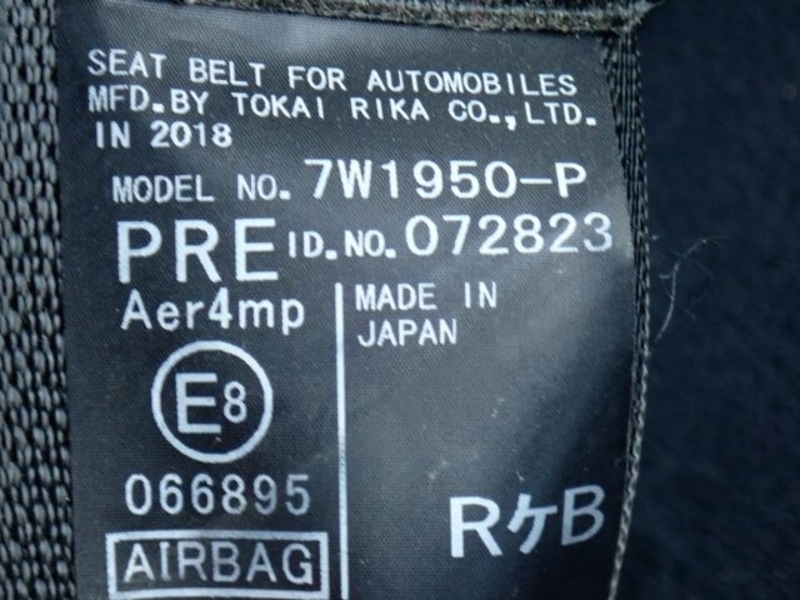 SEAT BELT FOR AUTOMOBILES
MFD.BY TOKAI RIKA CO.,LTD.
IN 2018
MODEL NO. 7W1950-P
PRE ID.NO. 072823
Aer4mp
MADE IN
JAPAN
E8
066895
AIRBAG
RケB